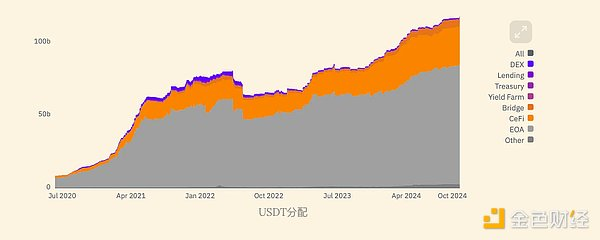 100b
50b
0
Jul 2020
Apr 2021
Jan 2022
Oct 2022
Jul 2023
Apr 2024
Oct 2024
USDT分配
All
DEX
Lending
Treasury
Yield Farm
Bridge
CeFi
EOA
Other
金色财经